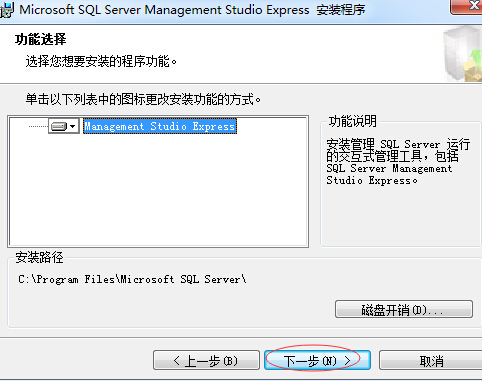 Microsoft SQL Server Management Studio Express 安装程序
功能选择
选择您想要安装的程序功能。
单击以下列表中的图标更改安装功能的方式。
Management Studio Express
功能说明
安装管理 SQL Server 运行
的交互式管理工具，包括
SQL Server Management
Studio Express。
安装路径
C:\Program Files\Microsoft SQL Server\
磁盘开销(D)...
< 上一步(B)
下一步(N) >
取消